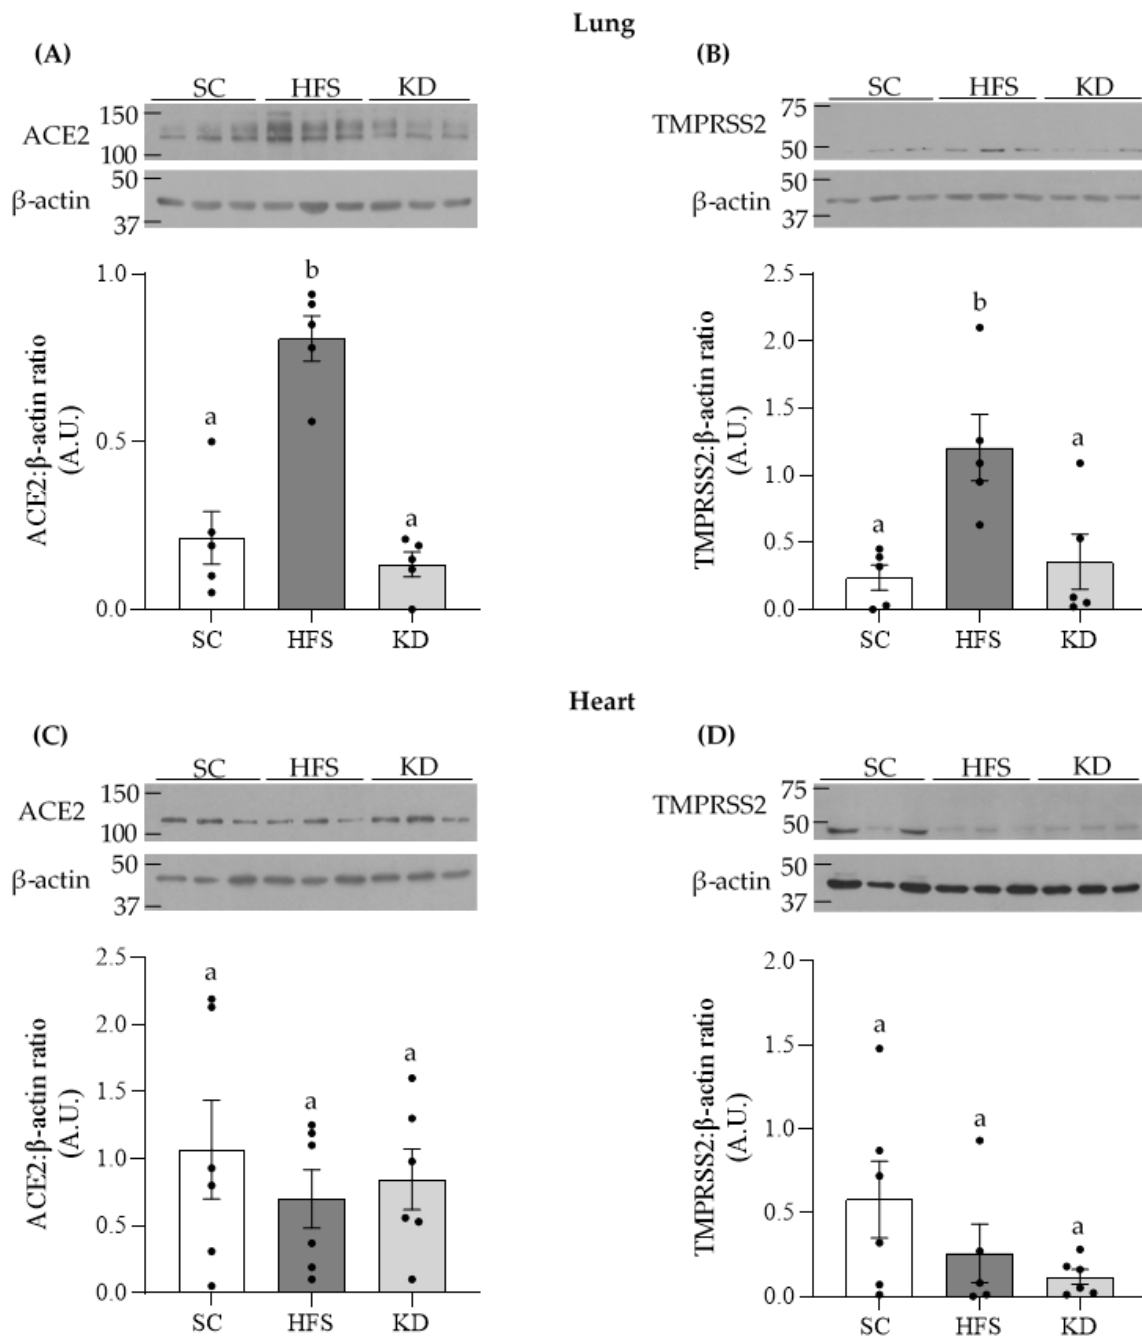 Lung
(A)
(B)
SC HFS KD
SC HFS KD
150
ACE2
100
50
β-actin
37
75
TMPRSS2
50
50
β-actin
37
1.0
0.5
0.0
ACE2:β-actin ratio
(A.U.)
a
b
a
SC HFS KD
2.5
2.0
1.5
1.0
0.5
0.0
TMPRSS2:β-actin ratio
(A.U.)
a
b
a
SC HFS KD
Heart
(C)
(D)
SC HFS KD
SC HFS KD
150
ACE2
100
50
β-actin
37
75
TMPRSS2
50
50
β-actin
37
2.5
2.0
1.5
1.0
0.5
0.0
ACE2:β-actin ratio
(A.U.)
a
a
a
SC HFS KD
2.0
1.5
1.0
0.5
0.0
TMPRSS2:β-actin ratio
(A.U.)
a
a
a
SC HFS KD